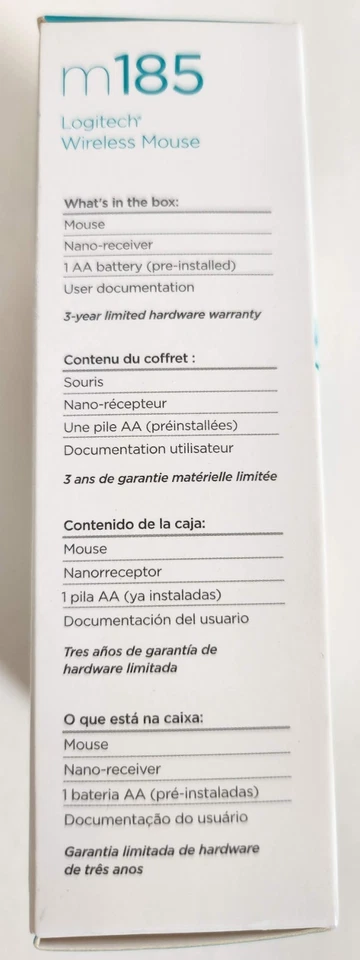 m185
Logitech®
Wireless Mouse
What's in the box:
Mouse
Nano-receiver
1 AA battery (pre-installed)
User documentation
3-year limited hardware warranty
Contenu du coffret :
Souris
Nano-récepteur
Une pile AA (préinstallées)
Documentation utilisateur
3 ans de garantie matérielle limitée
Contenido de la caja:
Mouse
Nanorreceptor
1 pila AA (ya instaladas)
Documentación del usuario
Tres años de garantía de
hardware limitada
O que está na caixa:
Mouse
Nano-receiver
1 bateria AA (pré-instaladas)
Documentação do usuário
Garantia limitada de hardware
de três anos